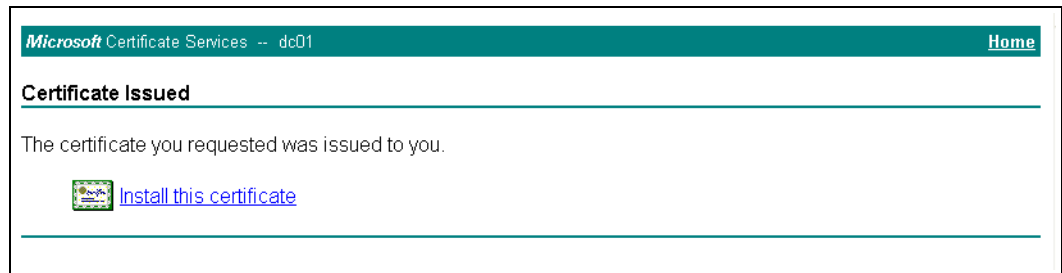 Microsoft Certificate Services -- dc01 Home
Certificate Issued
The certificate you requested was issued to you.
Install this certificate